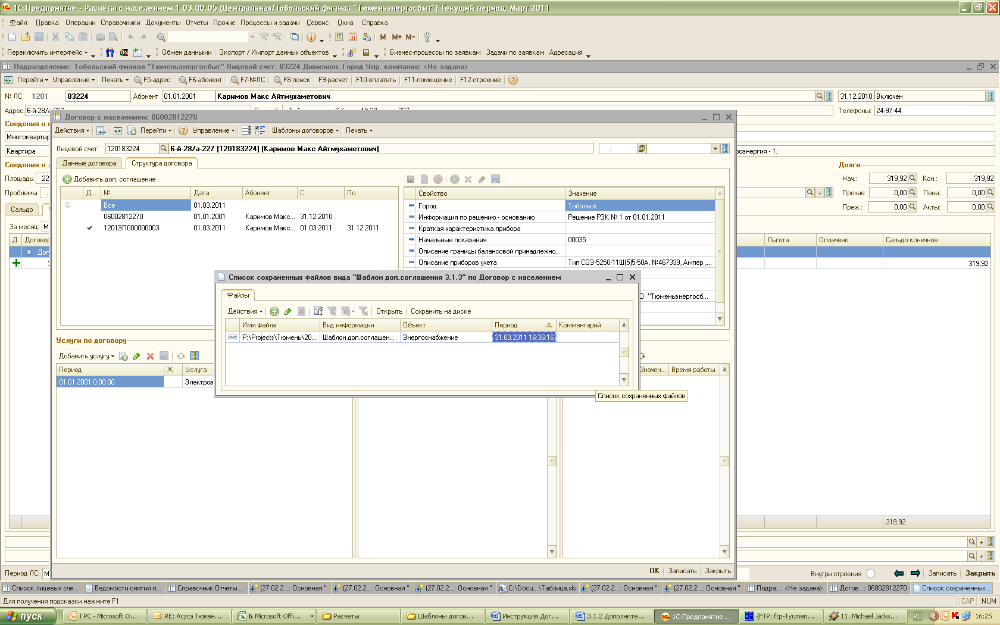 1С:Предприятие - Расчёты с населением 1.03.00.05 (Центральная/Тобольский филиал "Тюменьэнергосбыт") Текущий период: Март 2011
Файл Правка Операции Справочники Документы Отчеты Прочие Процессы и задачи Сервис Окна Справка
M M+ M-
Переключить интерфейс Обмен данными Экспорт / Импорт данных объектов Бизнес-процессы по заявкам Задачи по заявкам Адресация
Подразделение: Тобольский филиал "Тюменьэнергосбыт" Лицевой счет: 83224 Дивизион: Город Упр. компания: <Не задана>
Перейти Управление Печать F5-адрес F6-абонент F7-№ЛС F8-поиск F9-расчет F10-оплатить F11-помещение F12-строение
№ ЛС 1201 83224 Абонент 01.01.2001 Каримов Макс Айтмухаметович 31.12.2010 Включен
Адрес: 6-й-28/а-227 Телефоны: 24-97-44
Договор с населением: 06002812270
Сведения о
Действия Перейти Управление Шаблоны договоров Печать
Многоквартир
Лицевой счет: 120183224 6-й-28/а-227 [120183224] (Каримов Макс Айтмухаметович) . .
Квартира роэнергия - 1;
Данные договора Структура договора
Сведения о Долги
Площадь: 22 Добавить доп. соглашение Нач.: 319,92 Кон.: 319,92
Проблемы: . Д... № Дата Абонент С По Свойство Значение Прочие: 0,00 Пени: 0,00
Все 01.03.2011 Город Тобольск Преж.: 0,00 Акты: 0,00
Сальдо
06002812270 01.01.2001 Каримов Макс... 31.12.2010 Информация по решению - основанию Решение РЭК № 1 от 01.01.2011
За месяц: М 1201ЭП000000003 01.03.2011 Каримов Макс... 01.03.2011 31.12.2011 Краткая характеристика прибора
Д Договор Начальные показания 00035 Льгота Оплачено Сальдо конечное
Дог Описание границы балансовой принадлежно...
Описание приборов учета Тип СОЭ-5250-11Ш(5)5-50А, №467339, Ампер ,... 319,92
Список сохраненных файлов вида "Шаблон доп.соглашения 3.1.3" по Договор с населением
Файлы "Тюменьэнергосб...
Действия Открыть Сохранить на диске
Имя файла Вид информации Объект Период Комментарий
P:\Projects\Тюмень\20... Шаблон доп.соглашен... Энергоснабжение 31.03.2011 16:36:16
Услуги по договору
Добавить услугу
Период Ж Услуга Значен... Время работы
01.01.2001 0:00:00 Электроэ
Список сохраненных файлов
319,92
OK Записать Закрыть
Период ЛС: М Внутри строения Записать Закрыть
Список лицевых сче... Ведомости снятия п... Справочник Отчеты ... (27.02.2...: Основная * (27.02.2...: Основная * (27.02.2...: Основная * C:\Docu...\Таблица.xls (27.02.2...: Основная * (27.02.2...: Основная * Подра...: <Не задана> Догов...: 06002812270 Список сохраненных...
Для получения подсказки нажмите F1 CAP NUM
пуск ГРС - Microsoft O... RE: Асусэ Тюмен... 6 Microsoft Offi... Расчеты Шаблоны догов... Инструкция Дог... 3.1.2 Дополните... 1С:Предприятие... {FTP: ftp-Tyumen... 11. Michael Jacks... RU 16:25